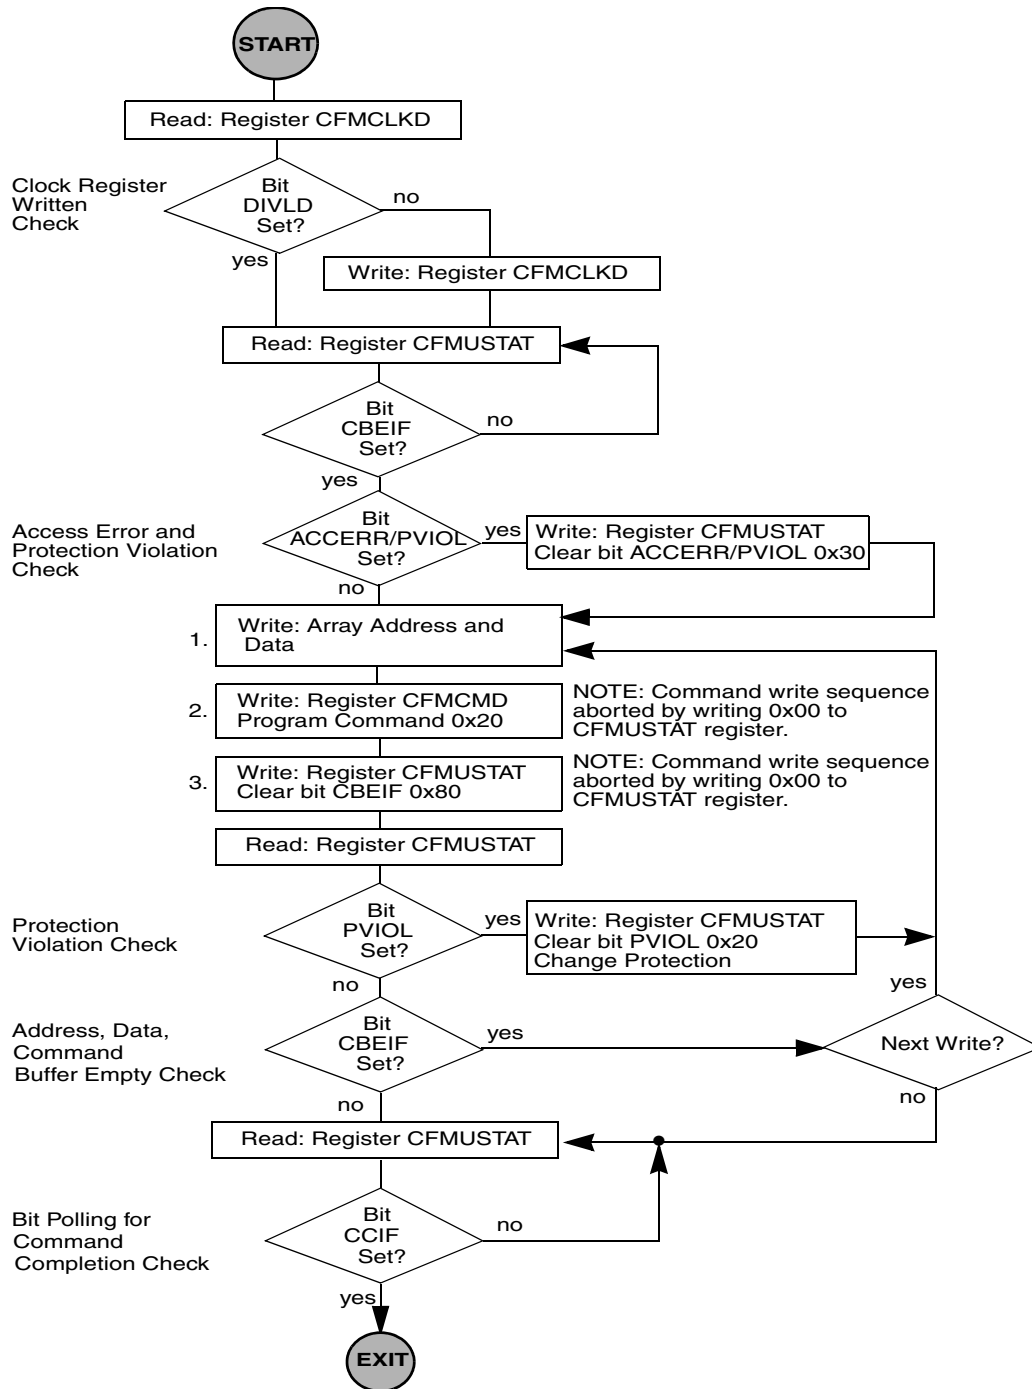 START
Read: Register CFMCLKD
Clock Register
Written
Check
Bit
DIVLD
Set?
no
yes
Write: Register CFMCLKD
Read: Register CFMUSTAT
Bit
CBEIF
Set?
no
yes
Access Error and
Protection Violation
Check
Bit
ACCERR/PVIOL
Set?
yes
Write: Register CFMUSTAT
Clear bit ACCERR/PVIOL 0x30
no
1.
Write: Array Address and
Data
2.
Write: Register CFMCMD
Program Command 0x20
NOTE: Command write sequence
aborted by writing 0x00 to
CFMUSTAT register.
3.
Write: Register CFMUSTAT
Clear bit CBEIF 0x80
NOTE: Command write sequence
aborted by writing 0x00 to
CFMUSTAT register.
Read: Register CFMUSTAT
Protection
Violation Check
Bit
PVIOL
Set?
yes
Write: Register CFMUSTAT
Clear bit PVIOL 0x20
Change Protection
no
yes
Address, Data,
Command
Buffer Empty Check
Bit
CBEIF
Set?
yes
Next Write?
no
no
Read: Register CFMUSTAT
Bit Polling for
Command
Completion Check
Bit
CCIF
Set?
no
yes
EXIT